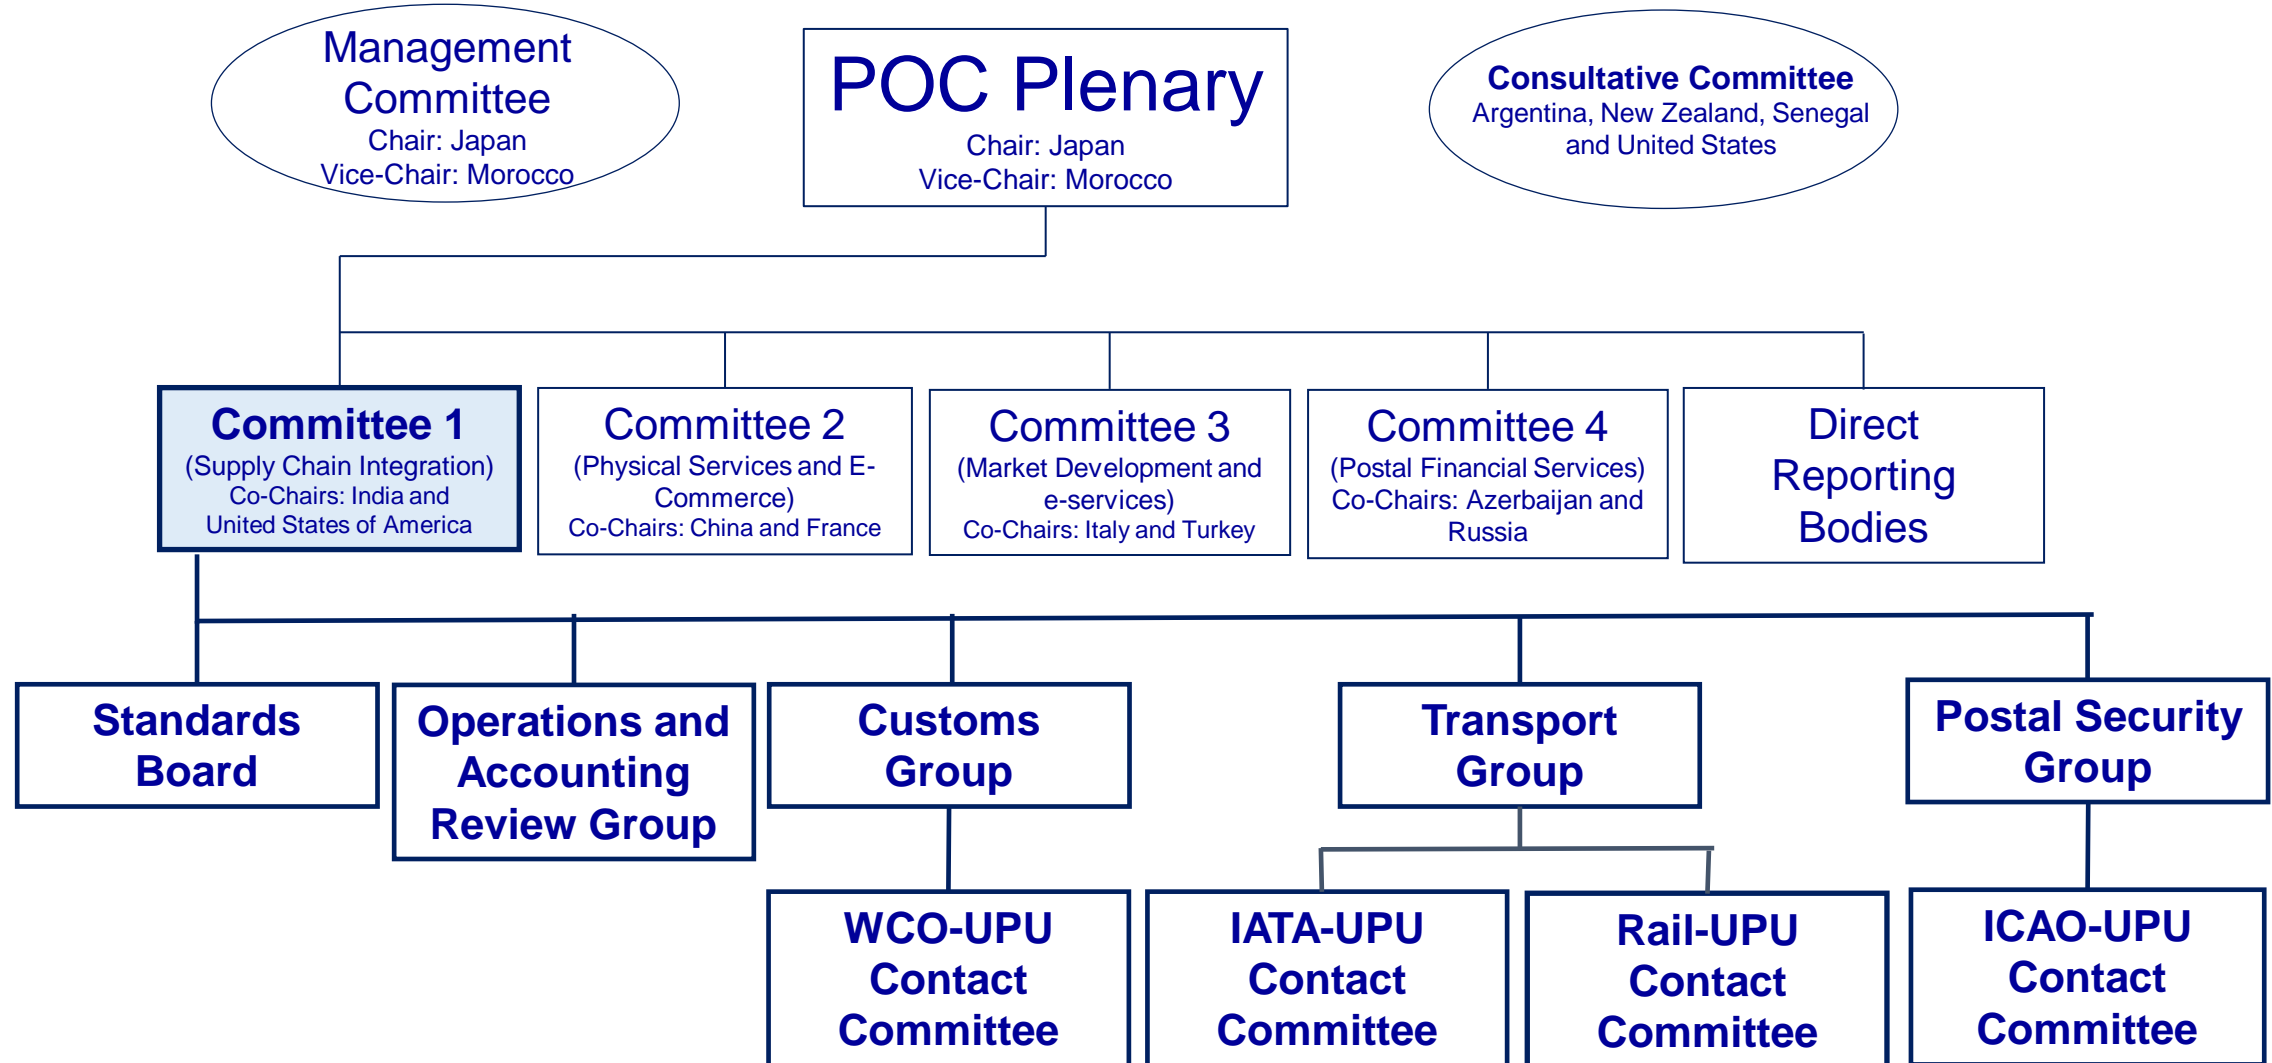 Management
Committee
Chair: Japan
Vice-Chair: Morocco
POC Plenary
Chair: Japan
Vice-Chair: Morocco
Consultative Committee
Argentina, New Zealand, Senegal
and United States
Committee 1
(Supply Chain Integration)
Co-Chairs: India and
United States of America
Committee 2
(Physical Services and E-
Commerce)
Co-Chairs: China and France
Committee 3
(Market Development and
e-services)
Co-Chairs: Italy and Turkey
Committee 4
(Postal Financial Services)
Co-Chairs: Azerbaijan and
Russia
Direct
Reporting
Bodies
Standards
Board
Operations and
Accounting
Review Group
Customs
Group
Transport
Group
Postal Security
Group
WCO-UPU
Contact
Committee
IATA-UPU
Contact
Committee
Rail-UPU
Contact
Committee
ICAO-UPU
Contact
Committee